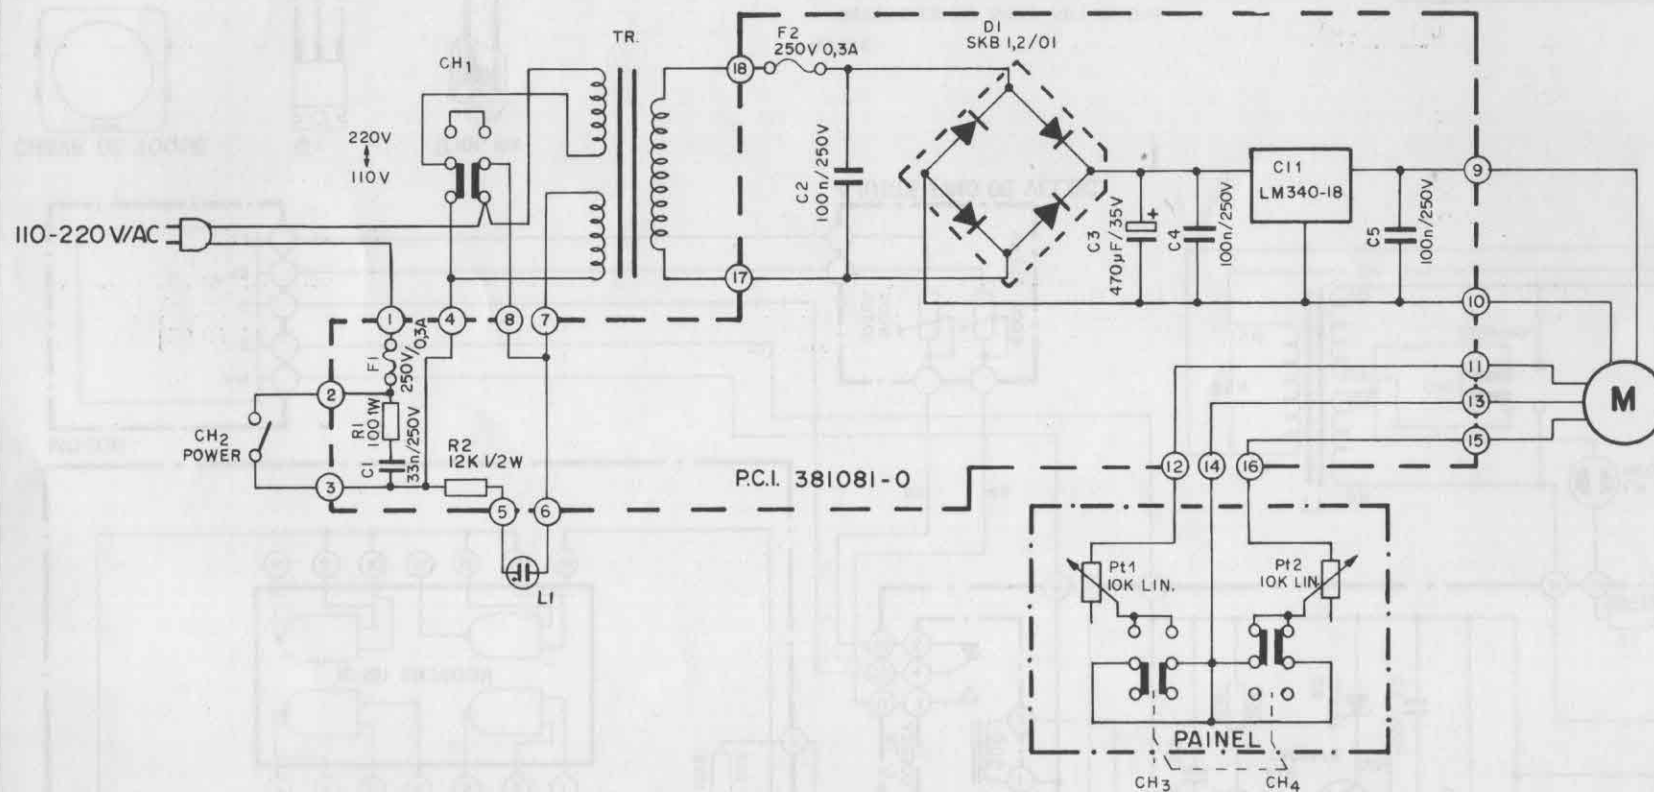 TR.
CH1
220V
110V
110-220 V/AC
F2
250V 0,3A
D1
SKB 1,2/01
18
17
C2
100n/250V
C3
470µF/35V
+
C4
100n/250V
CI1
LM340-18
C5
100n/250V
9
10
11
13
15
M
1
4
8
7
F1
250V/0,3A
2
CH2
POWER
R1
100 1W
C1
33n/250V
3
R2
12K 1/2W
5
6
L1
P.C.I. 381081-0
12
14
16
Pt1
10K LIN.
Pt2
10K LIN
PAINEL
CH3
CH4